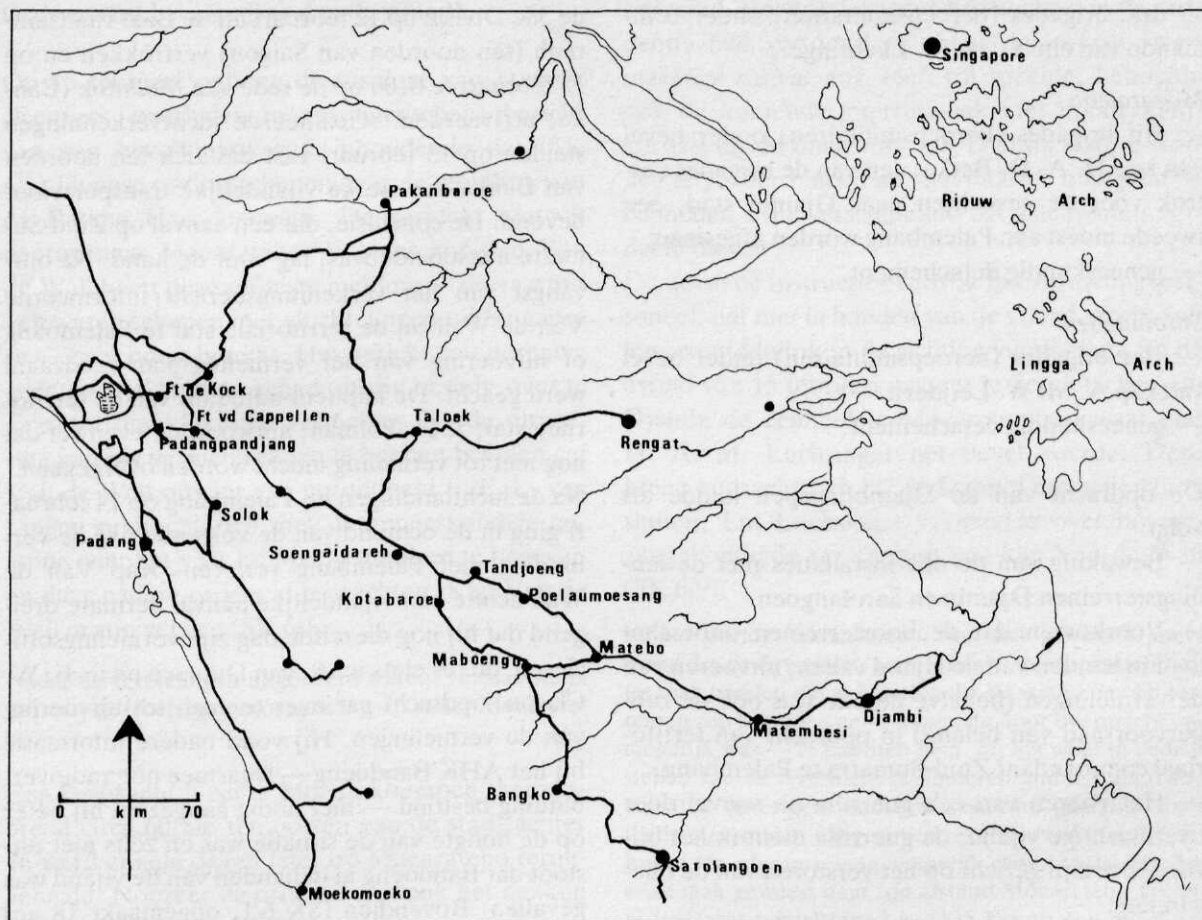 Singapore
Pakanbaroe
Riouw Arch
Ft de Kock
Ft vd Cappellen
Padangpandjang
Taloek
Rengat
Lingga Arch
Solok
Padang
Soengaidareh
Tandjoeng
Kotabaroe
Poelaumoesang
Maboengo
Matebo
Djambi
Matembesi
Bangko
Sarolangoen
0 km 70
Moekomoeko